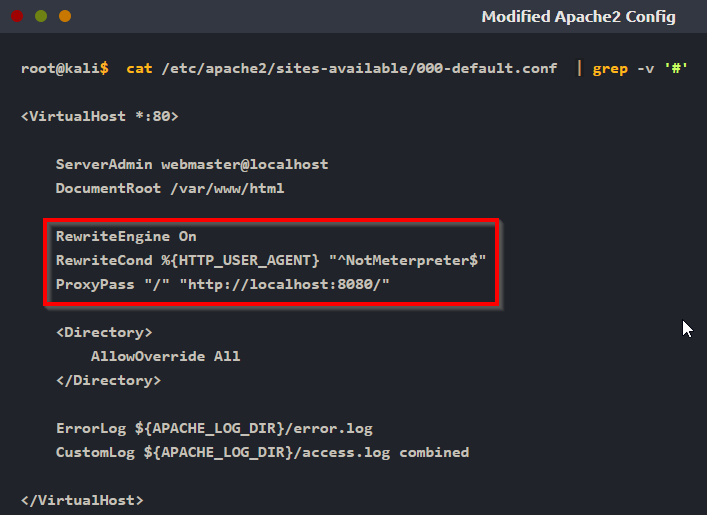 Modified Apache2 Config
root@kali$ cat /etc/apache2/sites-available/000-default.conf | grep -v '#'
<VirtualHost *:80>
ServerAdmin webmaster@localhost
DocumentRoot /var/www/html
RewriteEngine On
RewriteCond %{HTTP_USER_AGENT} "^NotMeterpreter$"
ProxyPass "/" "http://localhost:8080/"
<Directory>
AllowOverride All
</Directory>
ErrorLog ${APACHE_LOG_DIR}/error.log
CustomLog ${APACHE_LOG_DIR}/access.log combined
</VirtualHost>